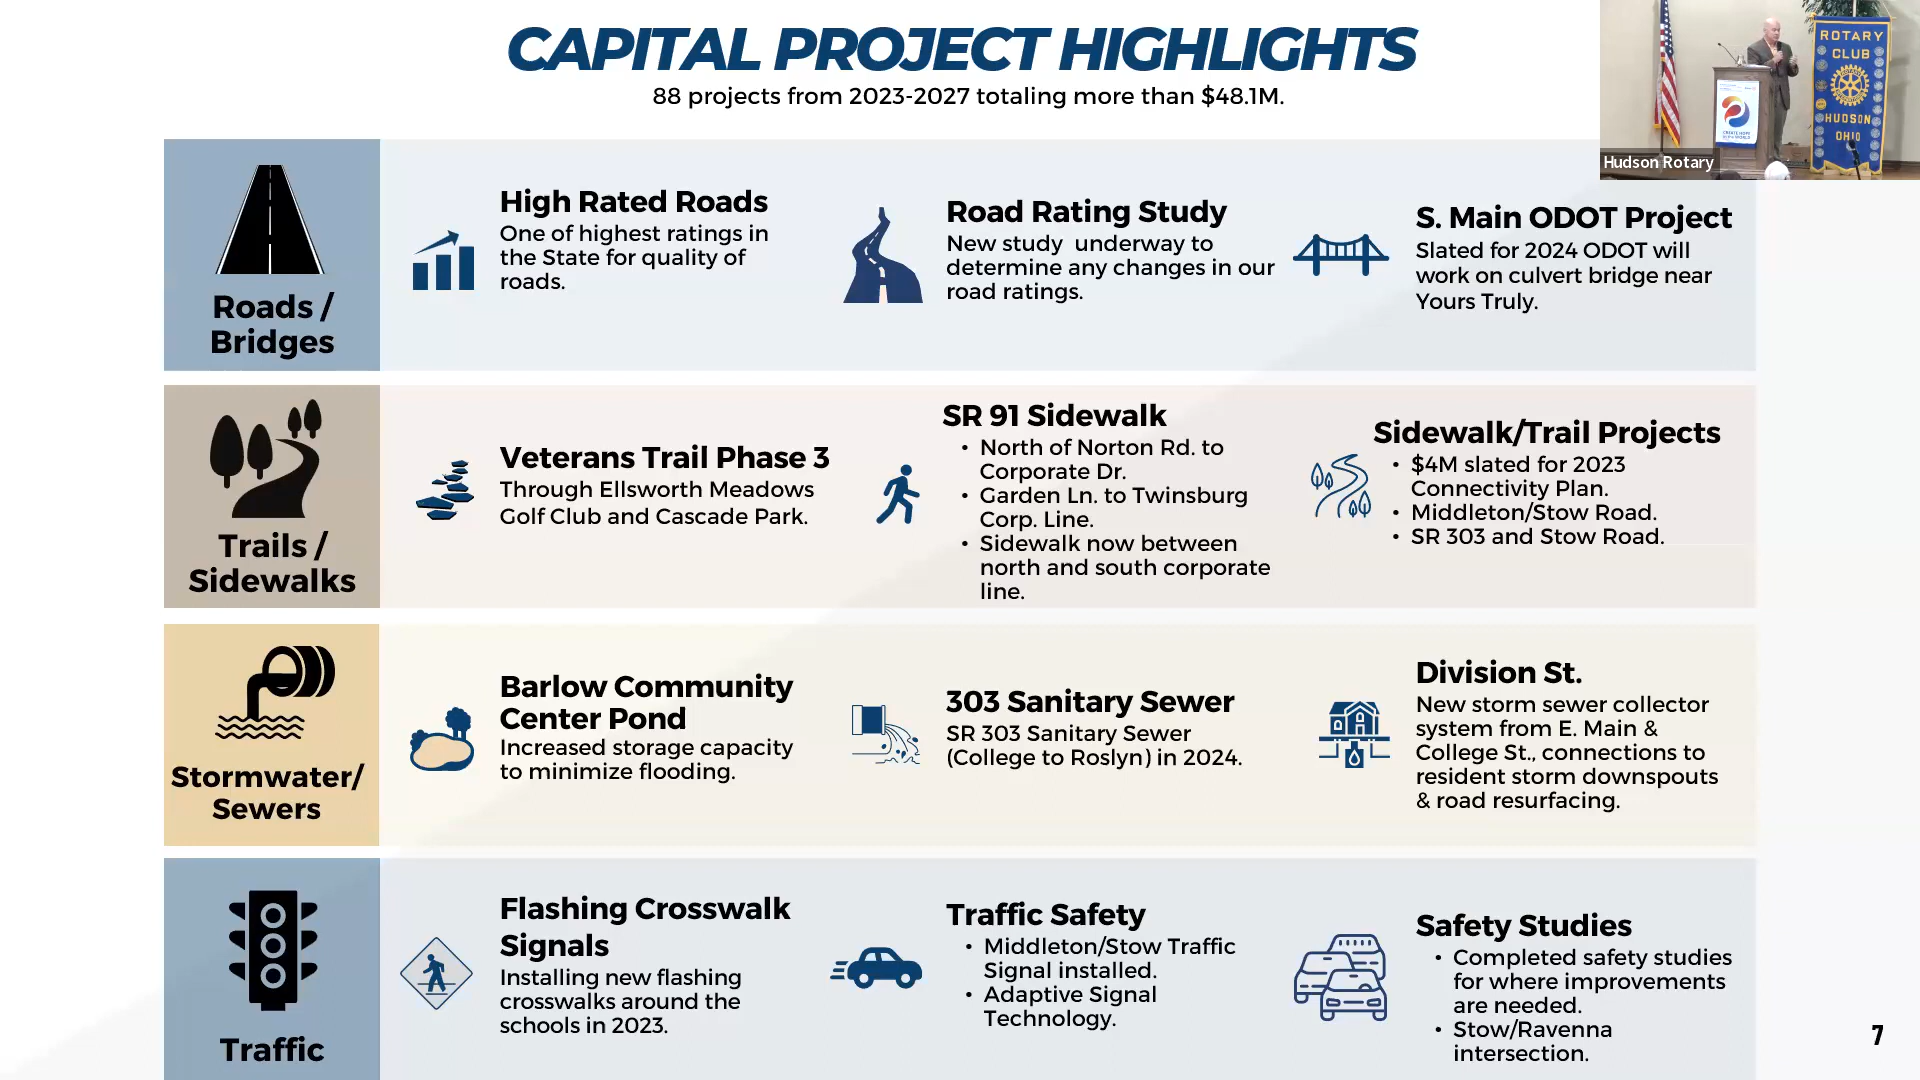 CAPITAL PROJECT HIGHLIGHTS
88 projects from 2023-2027 totaling more than $48.1M.
ROTARY
CLUB
HUDSON
OHIO
Hudson Rotary
Roads /
Bridges
High Rated Roads
One of highest ratings in
the State for quality of
roads.
Road Rating Study
New study underway to
determine any changes in our
road ratings.
S. Main ODOT Project
Slated for 2024 ODOT will
work on culvert bridge near
Yours Truly.
Trails /
Sidewalks
Veterans Trail Phase 3
Through Ellsworth Meadows
Golf Club and Cascade Park.
SR 91 Sidewalk
• North of Norton Rd. to
Corporate Dr.
• Garden Ln. to Twinsburg
Corp. Line.
• Sidewalk now between
north and south corporate
line.
Sidewalk/Trail Projects
• $4M slated for 2023
Connectivity Plan.
• Middleton/Stow Road.
• SR 303 and Stow Road.
Stormwater/
Sewers
Barlow Community
Center Pond
Increased storage capacity
to minimize flooding.
303 Sanitary Sewer
SR 303 Sanitary Sewer
(College to Roslyn) in 2024.
Division St.
New storm sewer collector
system from E. Main &
College St., connections to
resident storm downspouts
& road resurfacing.
Traffic
Flashing Crosswalk
Signals
Installing new flashing
crosswalks around the
schools in 2023.
Traffic Safety
• Middleton/Stow Traffic
Signal installed.
• Adaptive Signal
Technology.
Safety Studies
• Completed safety studies
for where improvements
are needed.
• Stow/Ravenna
intersection.
7